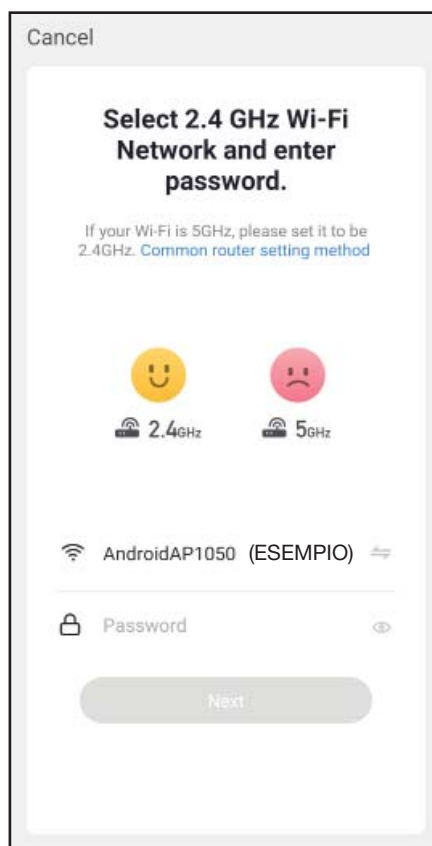 Cancel
Select 2.4 GHz Wi-Fi
Network and enter
password.
If your Wi-Fi is 5GHz, please set it to be
2.4GHz. Common router setting method
2.4GHz 5GHz
AndroidAP1050 (ESEMPIO)
Password
Next